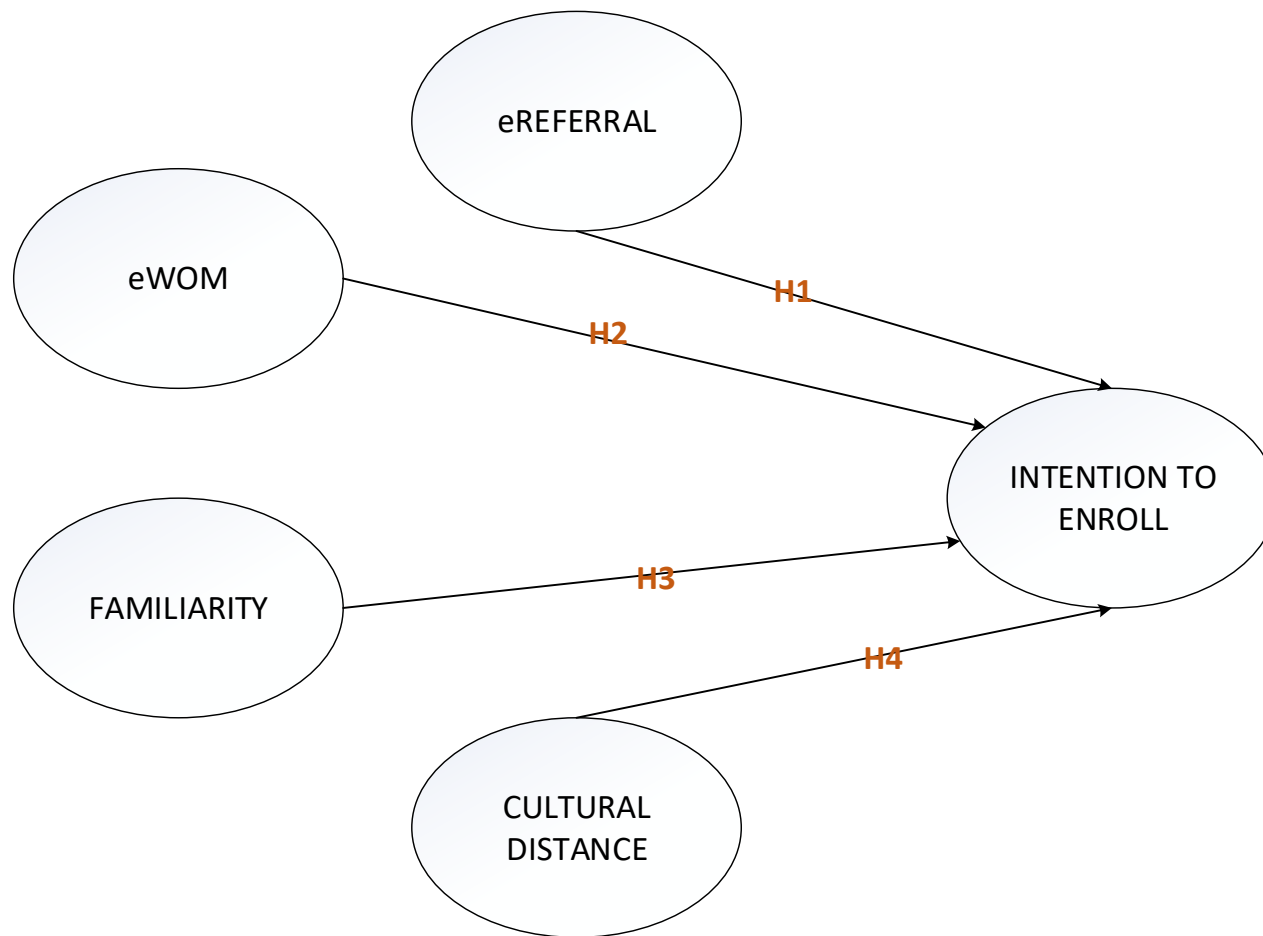 eREFERRAL
eWOM
H1
H2
INTENTION TO
ENROLL
H3
FAMILIARITY
H4
CULTURAL
DISTANCE